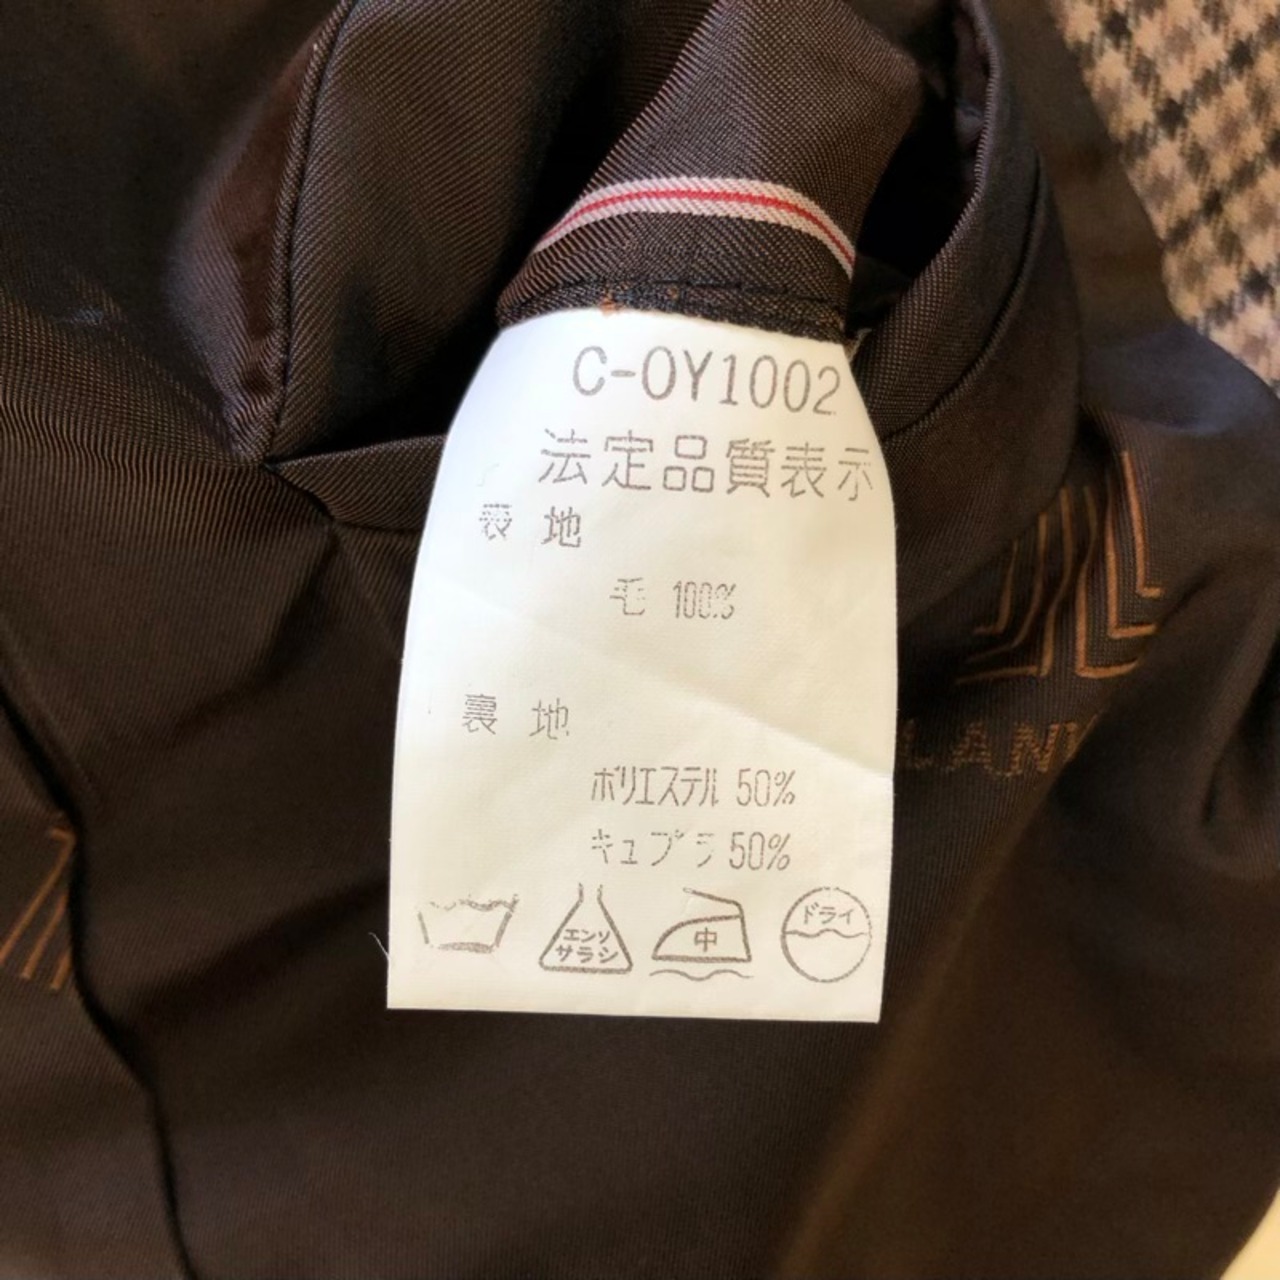 C-OY1002
法定品質表示
表地
毛 100%
裏地
ポリエステル 50%
キュプラ 50%
エンソ
サラシ
中
ドライ